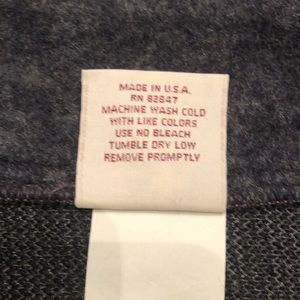 MADE IN U.S.A.
RN 82847
MACHINE WASH COLD
WITH LIKE COLORS
USE NO BLEACH
TUMBLE DRY LOW
REMOVE PROMPTLY